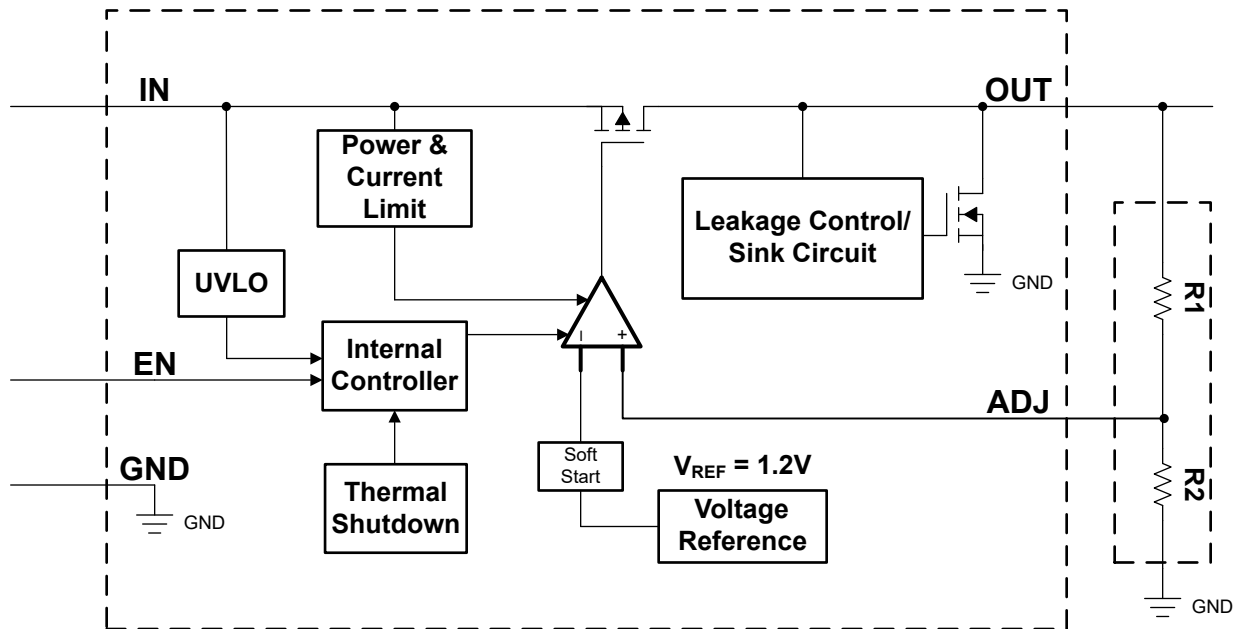 IN
OUT
Power &
Current
Limit
Leakage Control/
Sink Circuit
GND
R1
UVLO
Internal
Controller
EN
ADJ
GND
GND
Thermal
Shutdown
Soft
Start
VREF = 1.2V
Voltage
Reference
R2
GND
− +